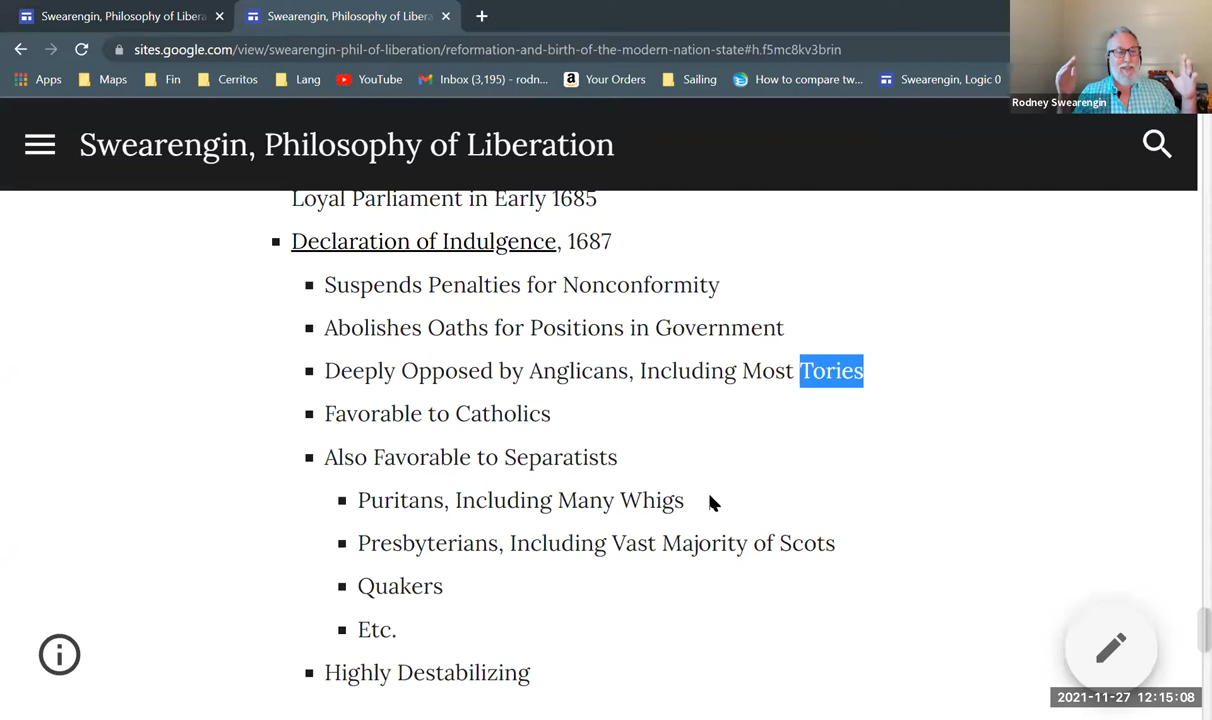 Swearengin, Philosophy of Libera
Swearengin, Philosophy of Libera
sites.google.com/view/swearengin-phil-of-liberation/reformation-and-birth-of-the-modern-nation-state#h.f5mc8kv3brin
Apps Maps Fin Cerritos Lang YouTube Inbox (3,195) - rodn... Your Orders Sailing How to compare tw... Swearengin, Logic 0
Rodney Swearengin
Swearengin, Philosophy of Liberation
Loyal Parliament in Early 1685
Declaration of Indulgence, 1687
Suspends Penalties for Nonconformity
Abolishes Oaths for Positions in Government
Deeply Opposed by Anglicans, Including Most Tories
Favorable to Catholics
Also Favorable to Separatists
Puritans, Including Many Whigs
Presbyterians, Including Vast Majority of Scots
Quakers
Etc.
Highly Destabilizing
2021-11-27 12:15:08